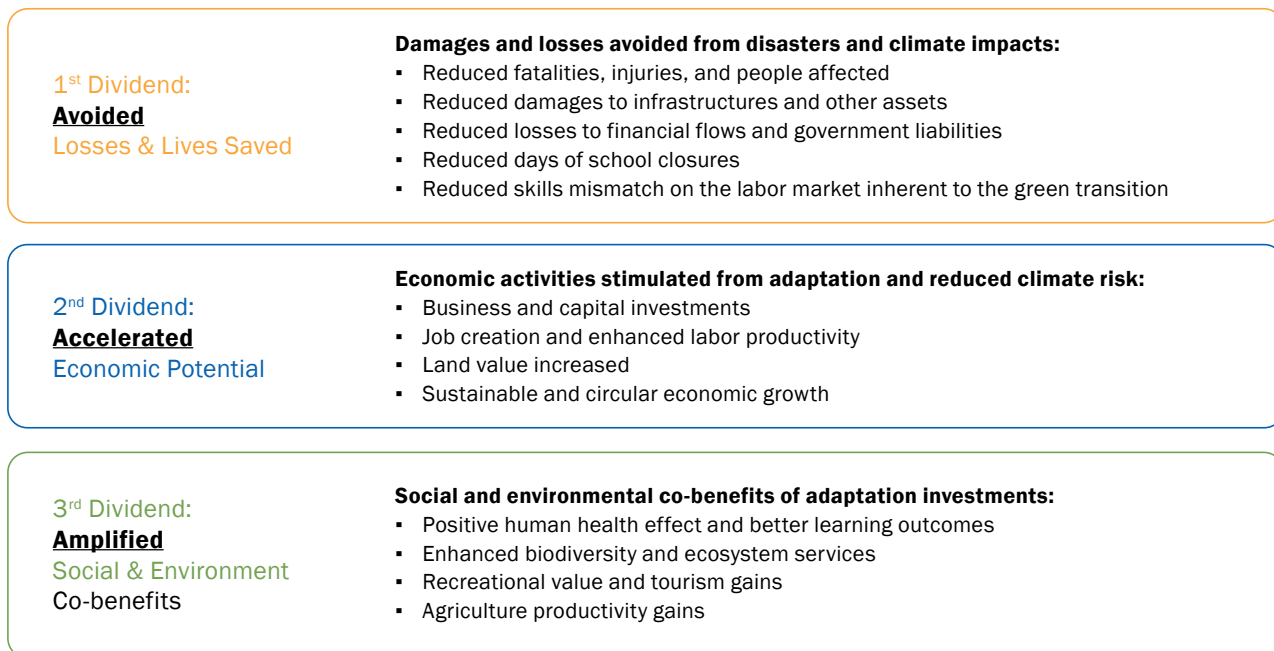 1st Dividend:
Avoided
Losses & Lives Saved
Damages and losses avoided from disasters and climate impacts:
▪ Reduced fatalities, injuries, and people affected
▪ Reduced damages to infrastructures and other assets
▪ Reduced losses to financial flows and government liabilities
▪ Reduced days of school closures
▪ Reduced skills mismatch on the labor market inherent to the green transition
2nd Dividend:
Accelerated
Economic Potential
Economic activities stimulated from adaptation and reduced climate risk:
▪ Business and capital investments
▪ Job creation and enhanced labor productivity
▪ Land value increased
▪ Sustainable and circular economic growth
3rd Dividend:
Amplified
Social & Environment
Co-benefits
Social and environmental co-benefits of adaptation investments:
▪ Positive human health effect and better learning outcomes
▪ Enhanced biodiversity and ecosystem services
▪ Recreational value and tourism gains
▪ Agriculture productivity gains